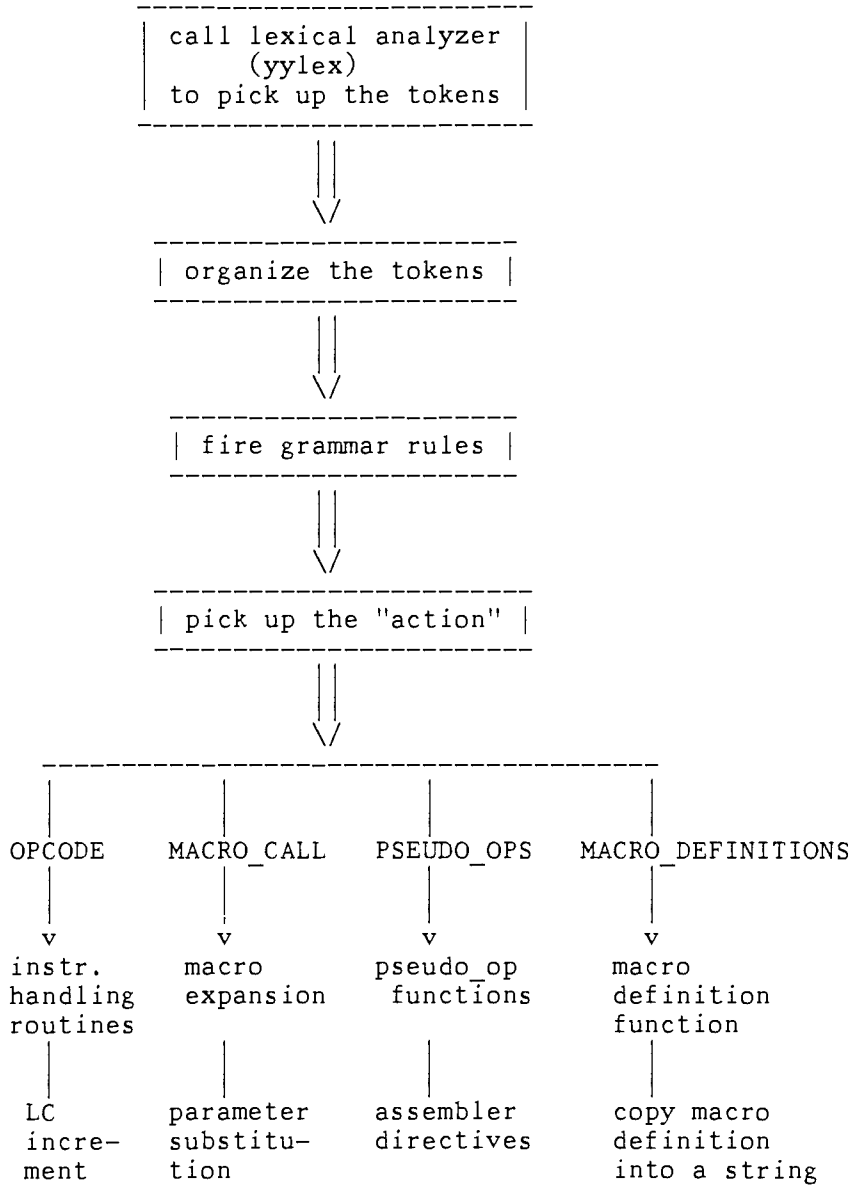 call lexical analyzer
(yylex)
to pick up the tokens
organize the tokens
fire grammar rules
pick up the "action"
OPCODE MACRO_CALL PSEUDO_OPS MACRO_DEFINITIONS
v v v v
instr. macro pseudo_op macro
handling expansion functions definition
routines function
LC parameter assembler copy macro
incre- substitu- directives definition
ment tion into a string